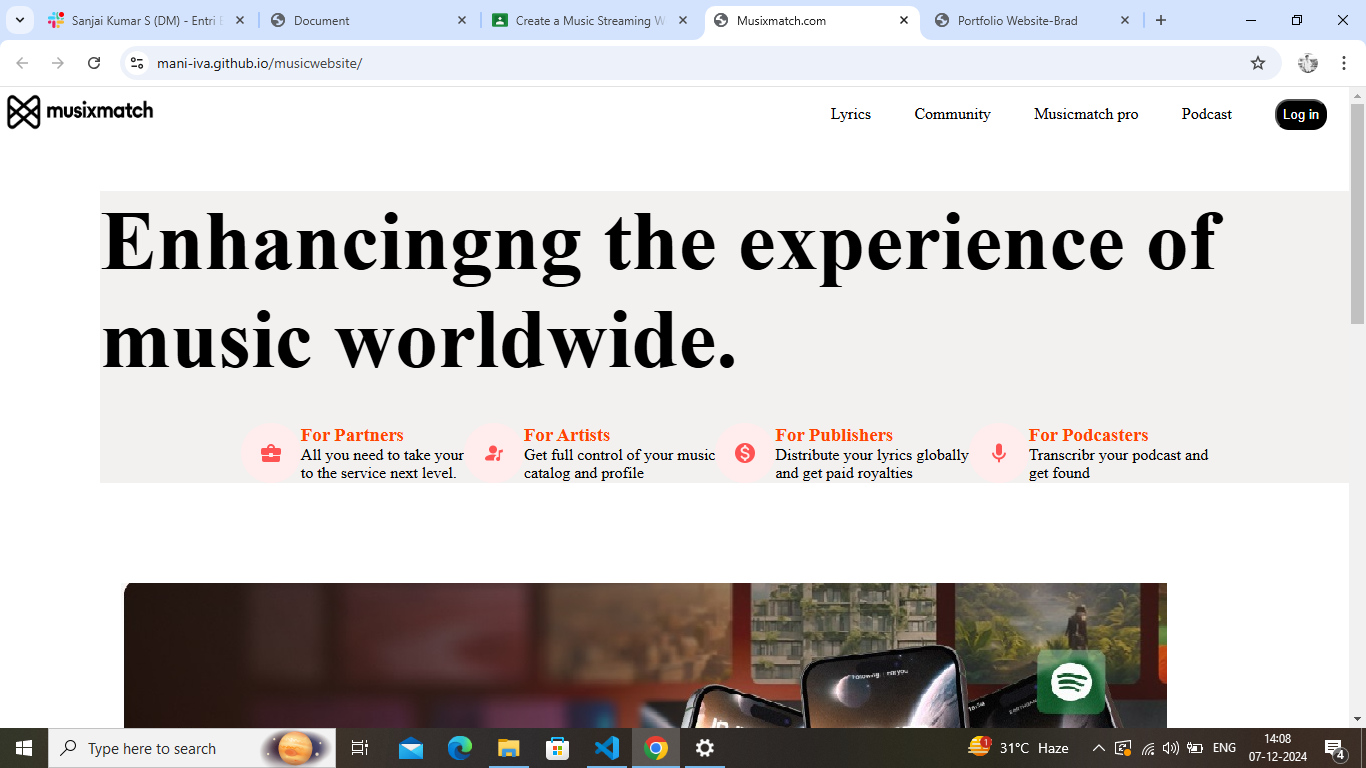 Sanjai Kumar S (DM) - Entri
Document
Create a Music Streaming W
Musixmatch.com
Portfolio Website-Brad
mani-iva.github.io/musicwebsite/
musixmatch
Lyrics
Community
Musicmatch pro
Podcast
Log in
Enhancingng the experience of
music worldwide.
For Partners
All you need to take your
to the service next level.
For Artists
Get full control of your music
catalog and profile
For Publishers
Distribute your lyrics globally
and get paid royalties
For Podcasters
Transcribr your podcast and
get found
Type here to search
1
31°C Haze
ENG
14:08
07-12-2024
4